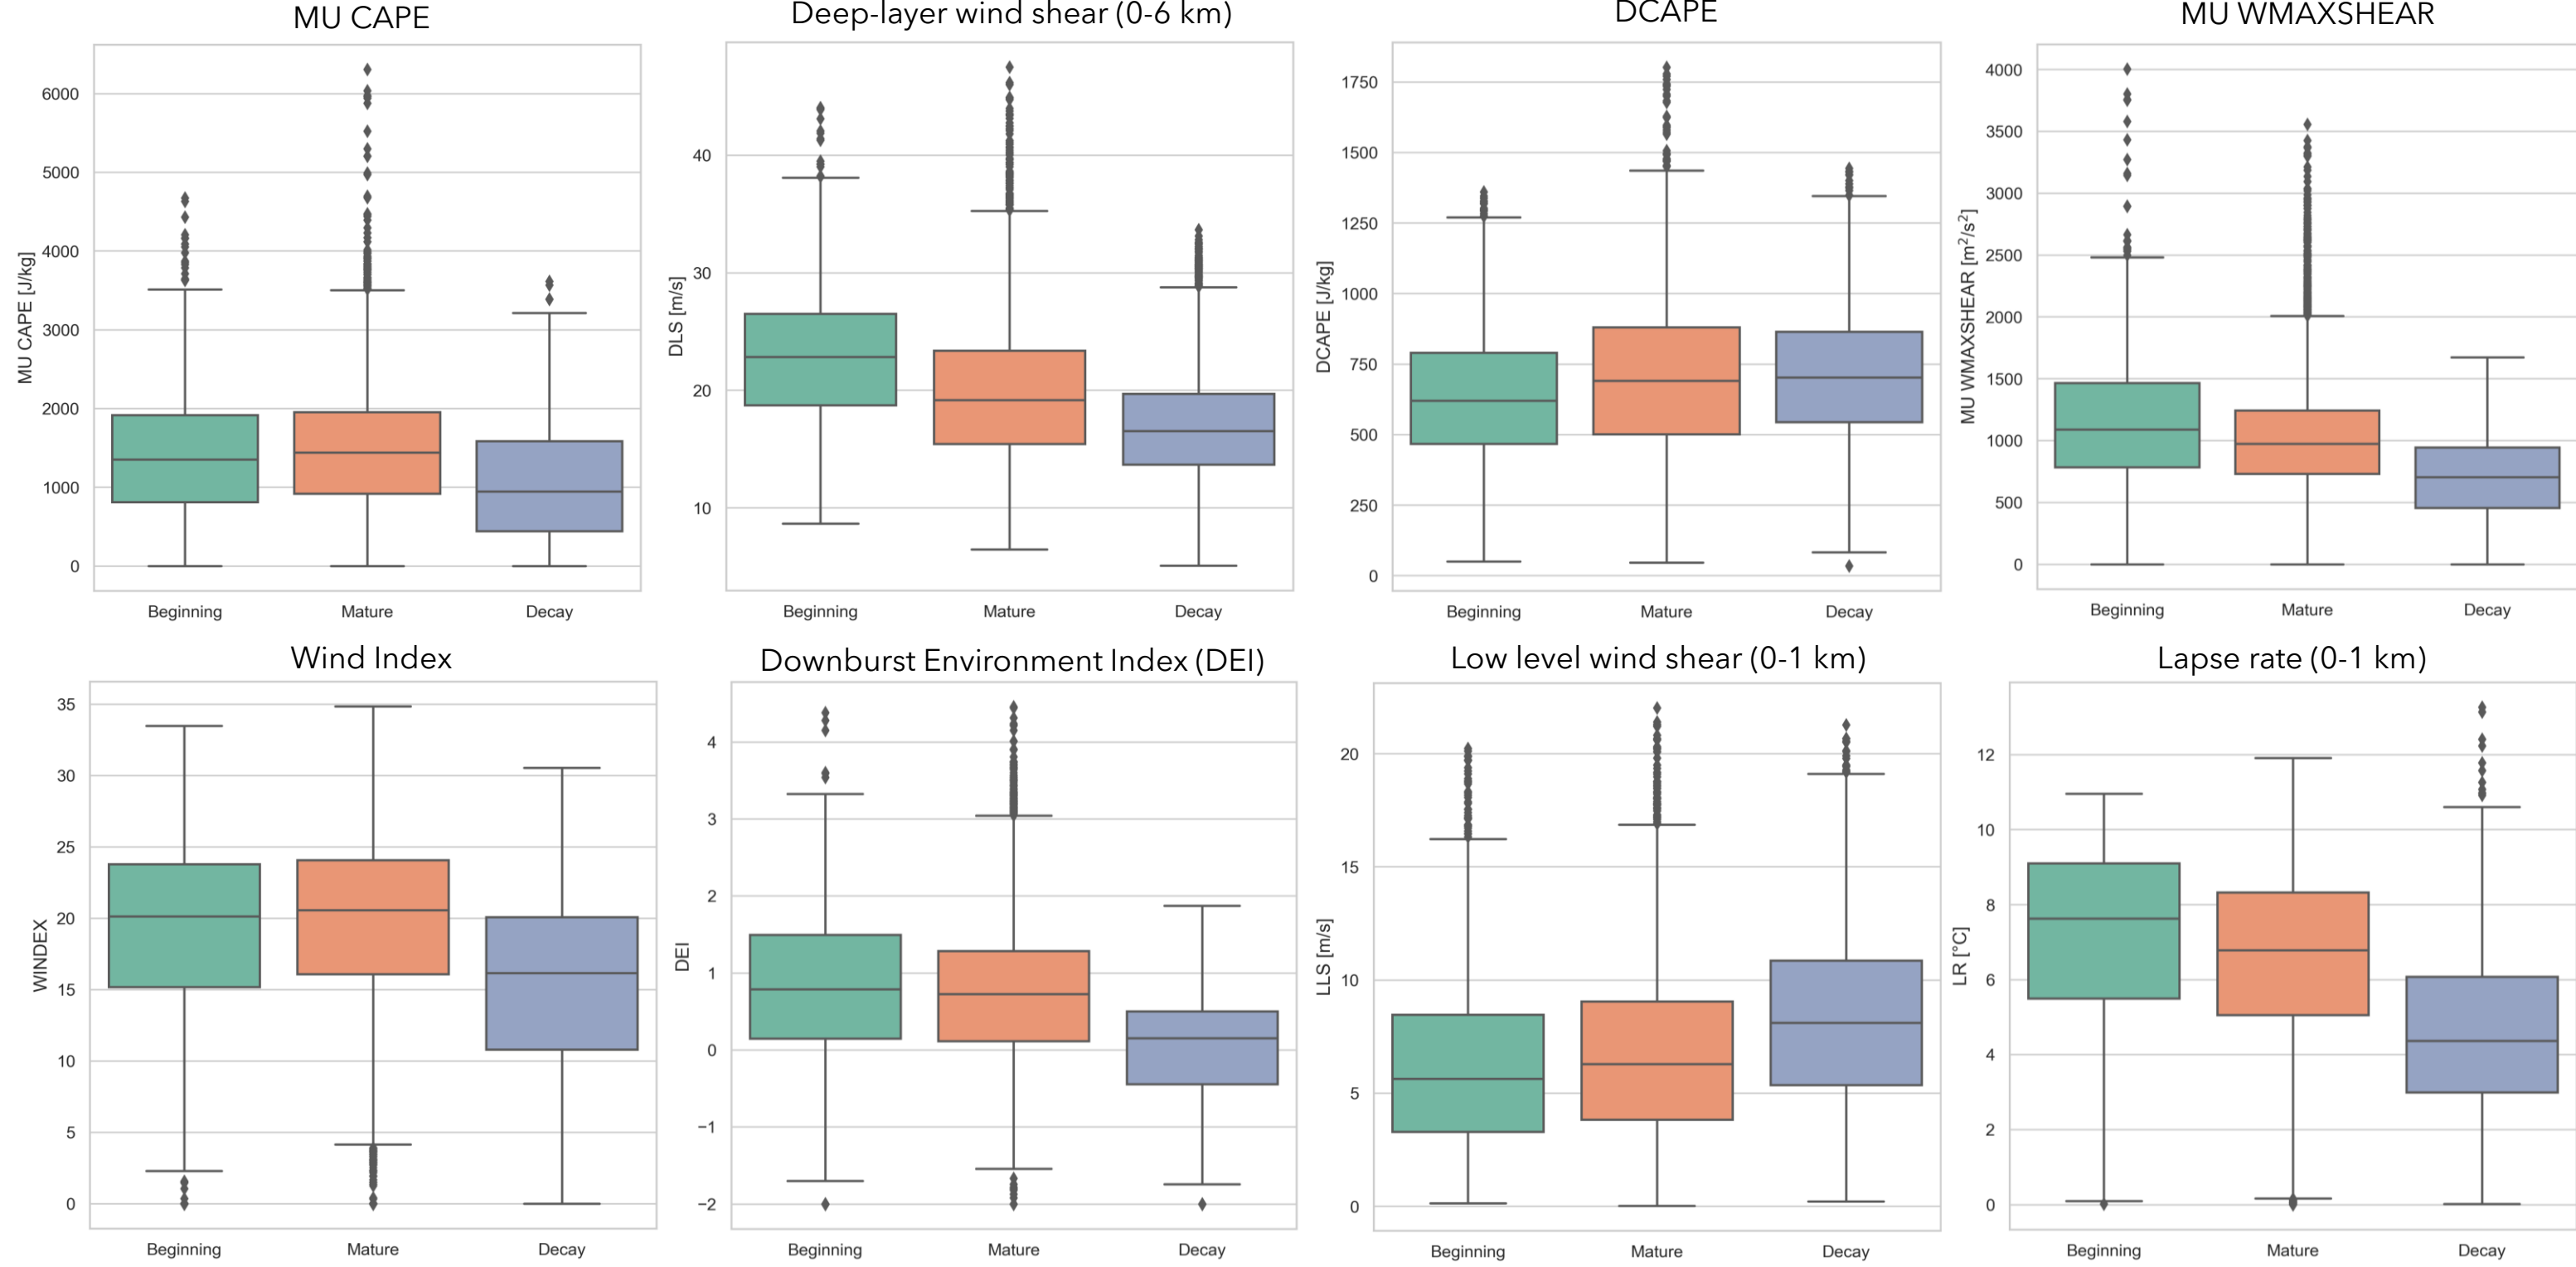 MU CAPE
MU CAPE [J/kg]
6000
5000
4000
3000
2000
1000
0
Beginning Mature Decay
Deep-layer wind shear (0-6 km)
DLS [m/s]
40
30
20
10
Beginning Mature Decay
DCAPE
DCAPE [J/kg]
1750
1500
1250
1000
750
500
250
0
Beginning Mature Decay
MU WMAXSHEAR
MU WMAXSHEAR [m²/s²]
4000
3500
3000
2500
2000
1500
1000
500
0
Beginning Mature Decay
Wind Index
WINDEX
35
30
25
20
15
10
5
0
Beginning Mature Decay
Downburst Environment Index (DEI)
DEI
4
3
2
1
0
−1
−2
Beginning Mature Decay
Low level wind shear (0-1 km)
LLS [m/s]
20
15
10
5
0
Beginning Mature Decay
Lapse rate (0-1 km)
LR [°C]
12
10
8
6
4
2
0
Beginning Mature Decay